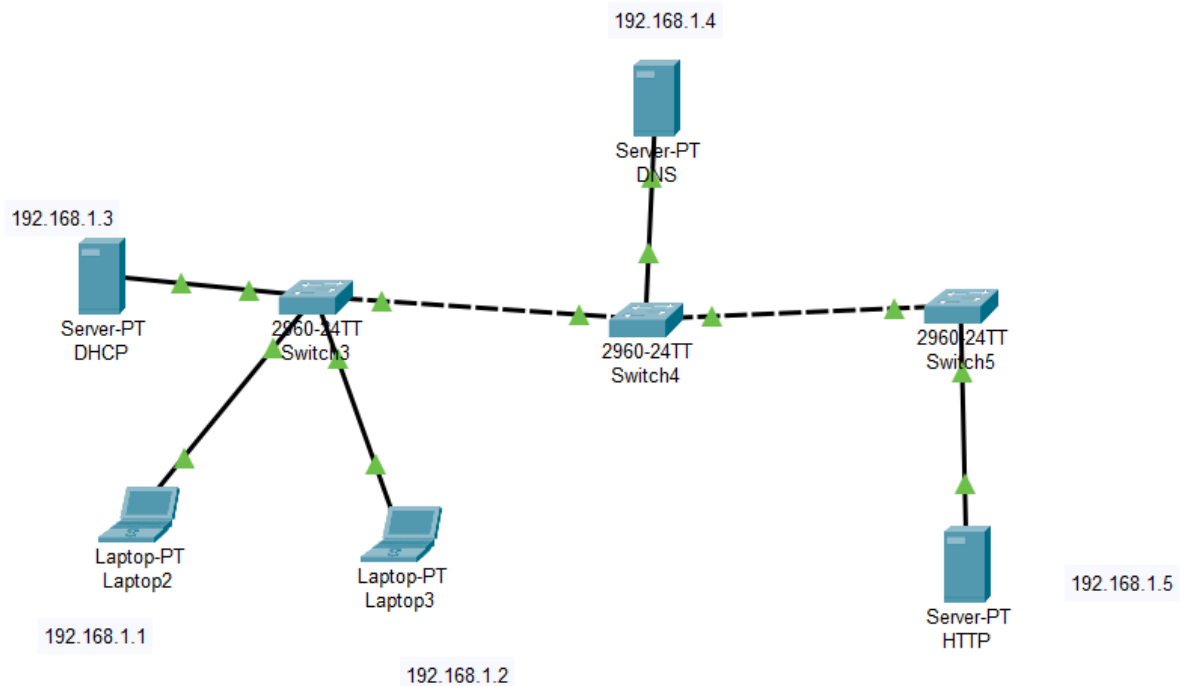 192.168.1.4
Server-PT
DNS
192.168.1.3
Server-PT
DHCP
2960-24TT
Switch3
2960-24TT
Switch4
2960-24TT
Switch5
Laptop-PT
Laptop2
Laptop-PT
Laptop3
Server-PT
HTTP
192.168.1.5
192.168.1.1
192.168.1.2